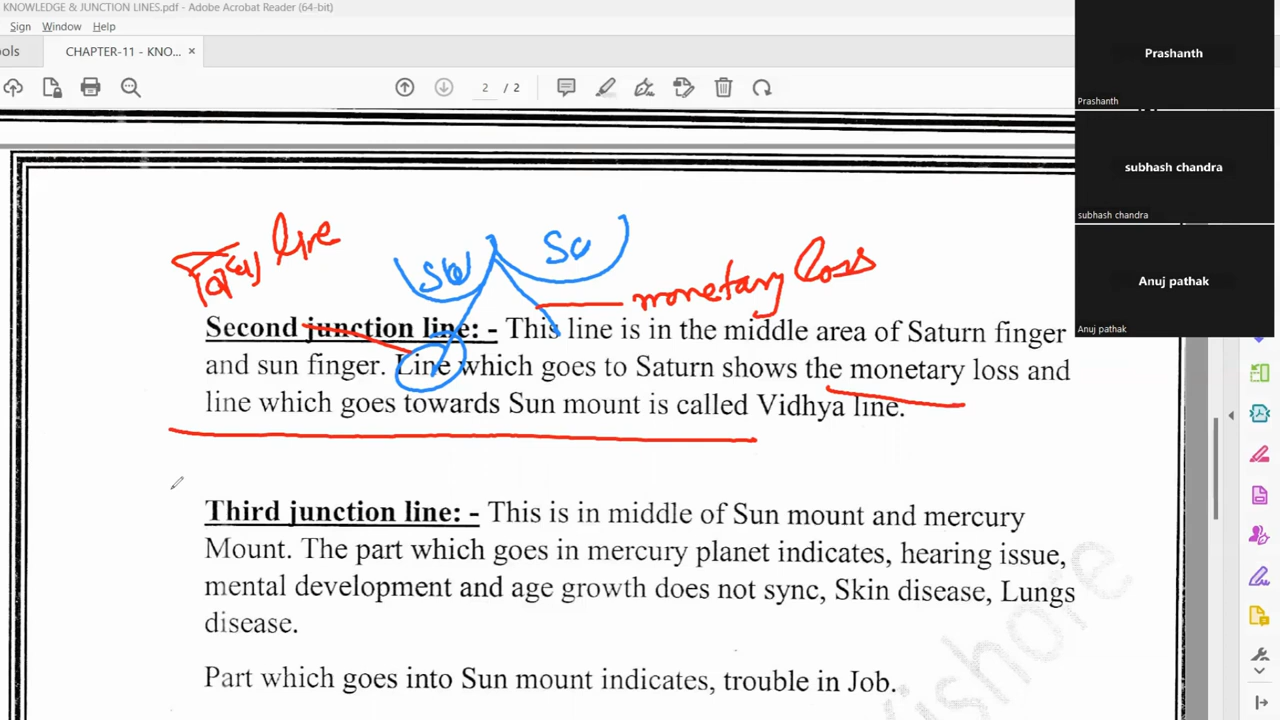 KNOWLEDGE & JUNCTION LINES.pdf - Adobe Acrobat Reader (64-bit)
Sign Window Help
ols CHAPTER-11 - KNO... ×
2 / 2
Prashanth
Prashanth
subhash chandra
subhash chandra
Anuj pathak
Anuj pathak
line
monetary loss
Second junction line: - This line is in the middle area of Saturn finger
and sun finger. Line which goes to Saturn shows the monetary loss and
line which goes towards Sun mount is called Vidhya line.
Third junction line: - This is in middle of Sun mount and mercury
Mount. The part which goes in mercury planet indicates, hearing issue,
mental development and age growth does not sync, Skin disease, Lungs
disease.
Part which goes into Sun mount indicates, trouble in Job.